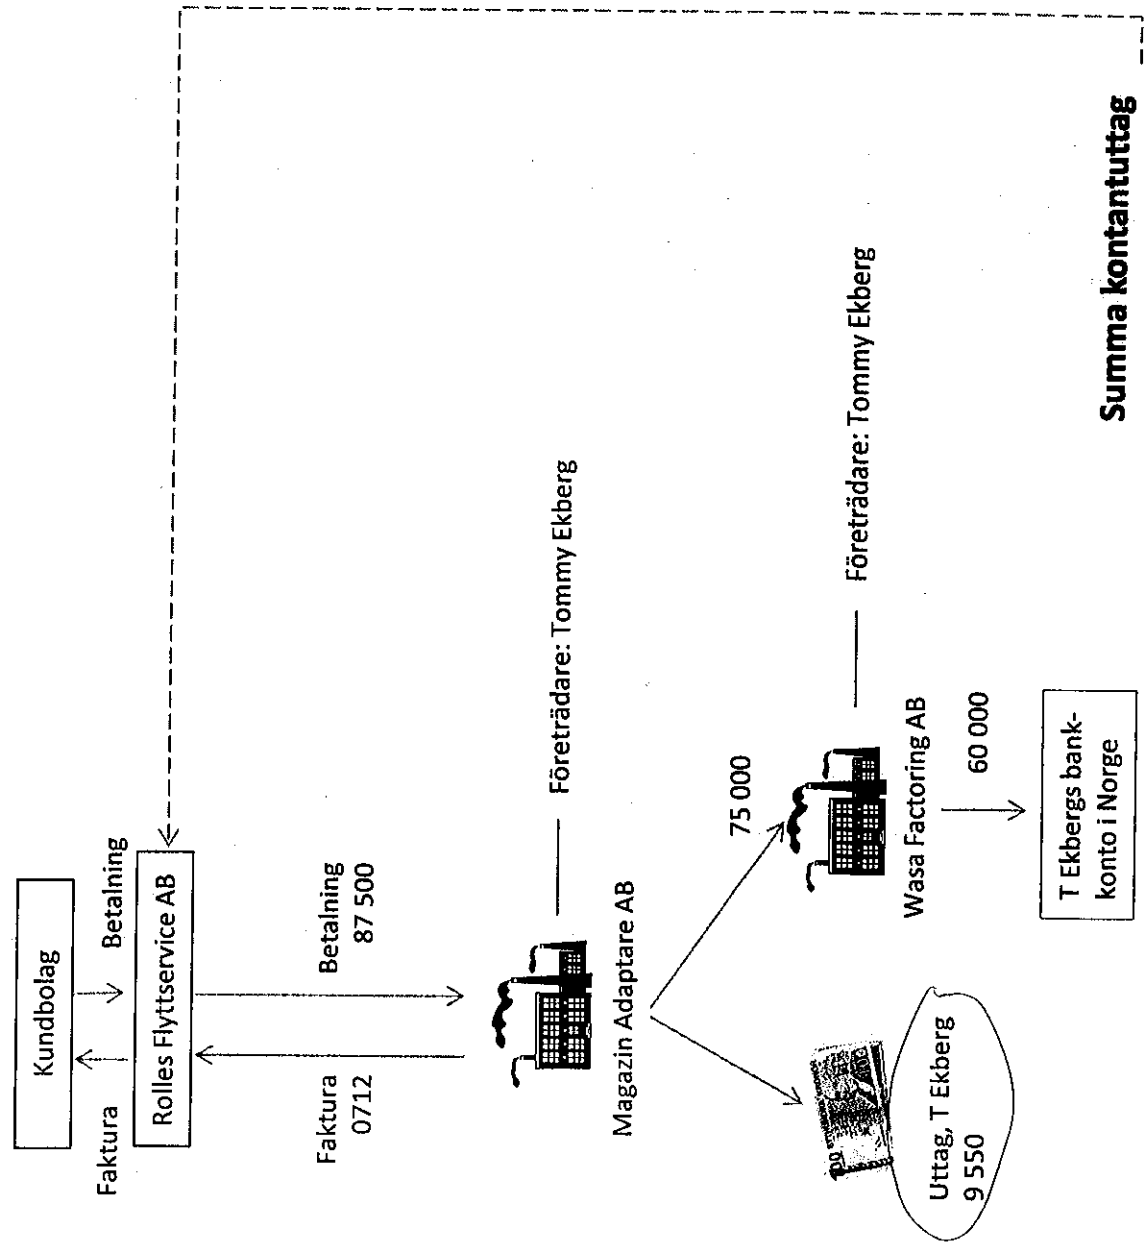 Kundbolag
Faktura
Betalning
Rolles Flyttservice AB
Faktura
0712
Betalning
87 500
Företrädare: Tommy Ekberg
Magazin Adaptare AB
75 000
Företrädare: Tommy Ekberg
Uttag, T Ekberg
9 550
Wasa Factoring AB
60 000
T Ekbergs bank-
konto i Norge
Summa kontantuttag